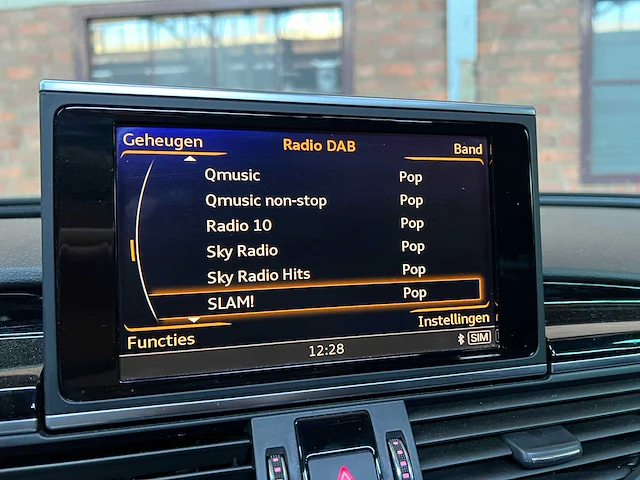 Geheugen Radio DAB Band
Qmusic Pop
Qmusic non-stop Pop
Radio 10 Pop
Sky Radio Pop
Sky Radio Hits Pop
SLAM! Pop
Instellingen
Functies
12:28 SIM